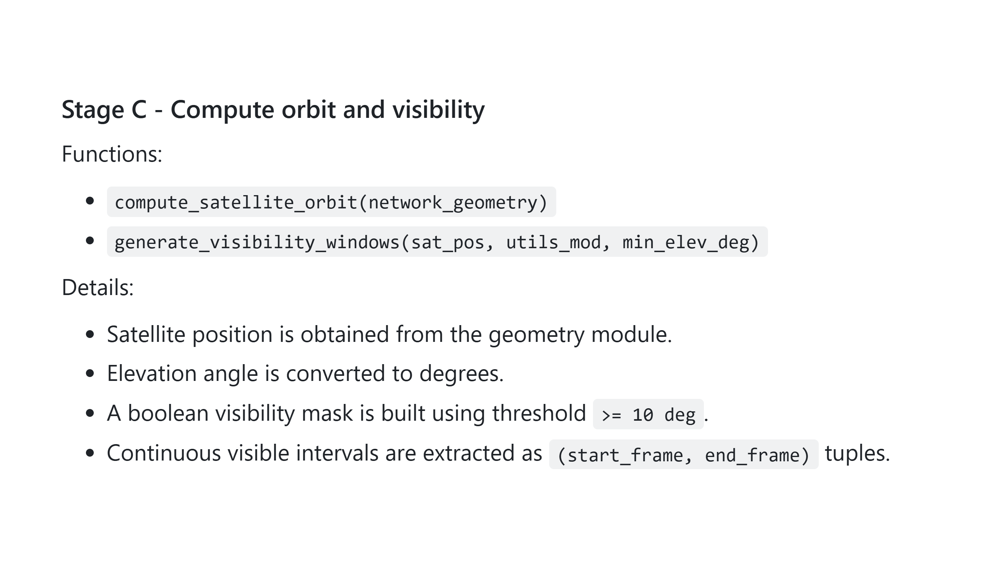 Stage C - Compute orbit and visibility
Functions:
• compute_satellite_orbit(network_geometry)
• generate_visibility_windows(sat_pos, utils_mod, min_elev_deg)
Details:
• Satellite position is obtained from the geometry module.
• Elevation angle is converted to degrees.
• A boolean visibility mask is built using threshold >= 10 deg.
• Continuous visible intervals are extracted as (start_frame, end_frame) tuples.